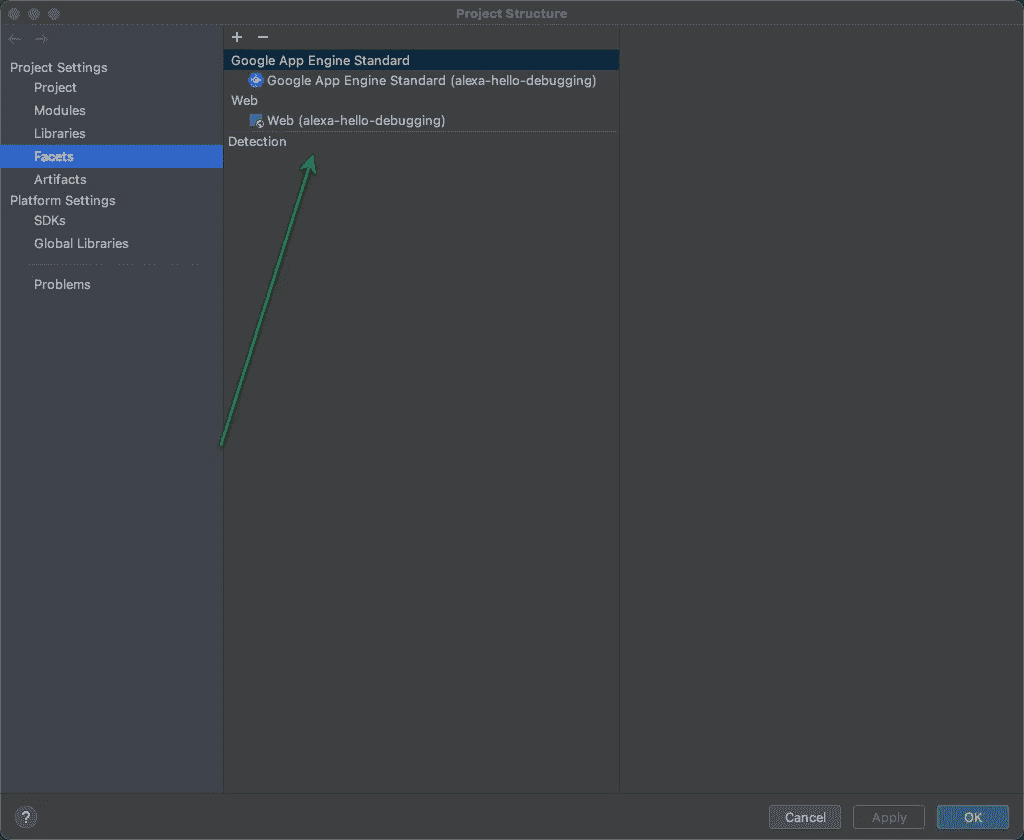 Project Structure
Project Settings
Project
Modules
Libraries
Facets
Artifacts
Platform Settings
SDKs
Global Libraries
Problems
+ −
Google App Engine Standard
Google App Engine Standard (alexa-hello-debugging)
Web
Web (alexa-hello-debugging)
Detection
?
Cancel
Apply
OK